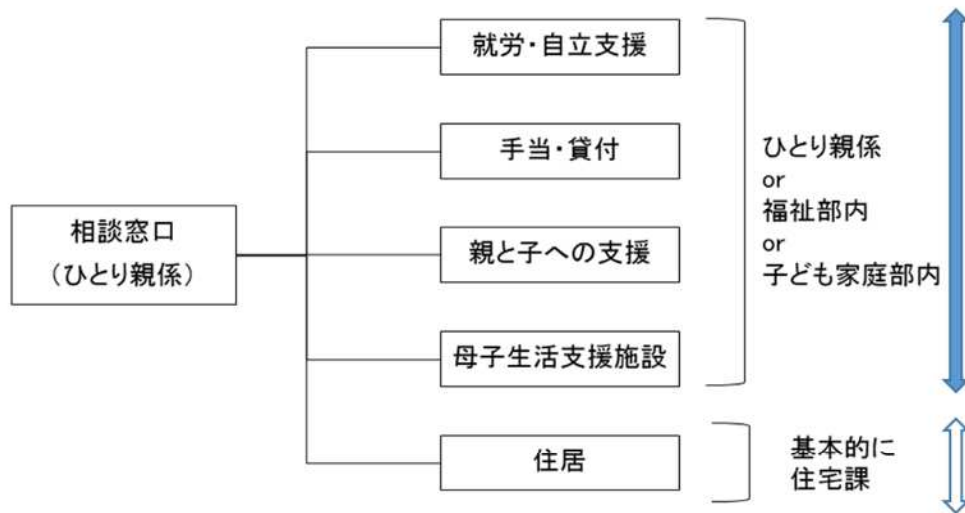 相談窓口
（ひとり親係）
就労・自立支援
手当・貸付
親と子への支援
母子生活支援施設
住居
ひとり親係
or
福祉部内
or
子ども家庭部内
基本的に
住宅課